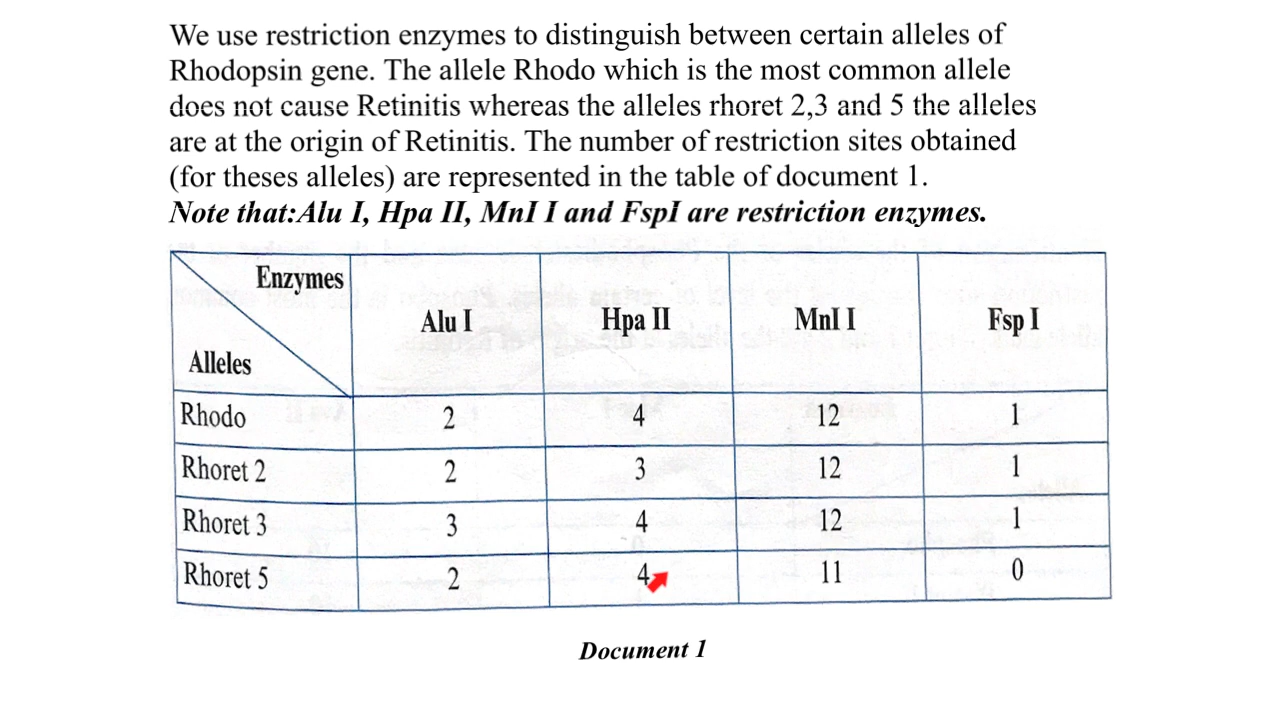 We use restriction enzymes to distinguish between certain alleles of
Rhodopsin gene. The allele Rhodo which is the most common allele
does not cause Retinitis whereas the alleles rhoret 2,3 and 5 the alleles
are at the origin of Retinitis. The number of restriction sites obtained
(for theses alleles) are represented in the table of document 1.
Note that:Alu I, Hpa II, MnI I and FspI are restriction enzymes.
Enzymes
Alu I Hpa II Mnl I Fsp I
Alleles
Rhodo 2 4 12 1
Rhoret 2 2 3 12 1
Rhoret 3 3 4 12 1
Rhoret 5 2 4 11 0
Document 1